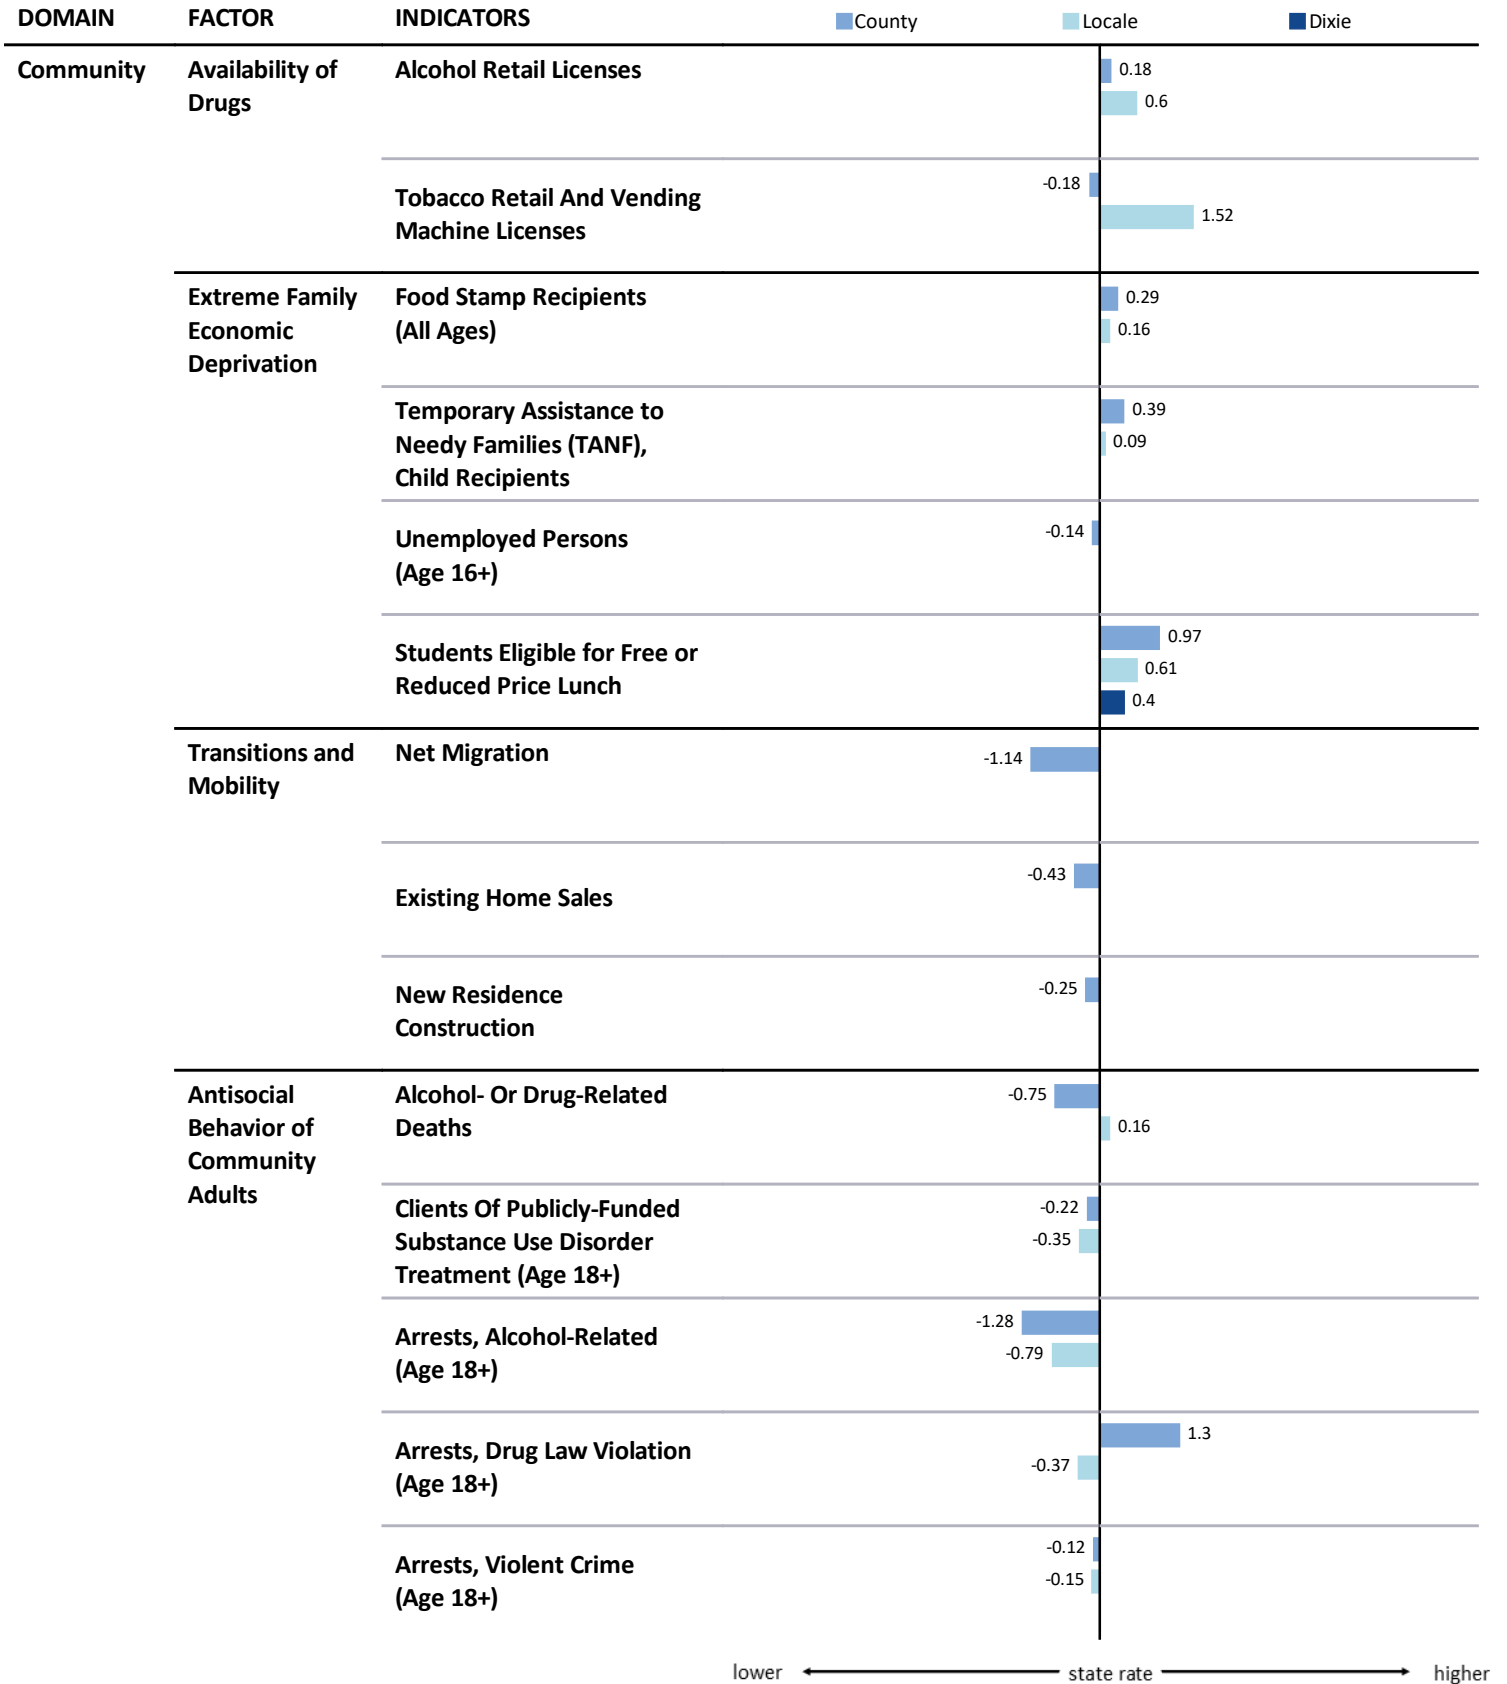 DOMAIN FACTOR INDICATORS County Locale Dixie
Community Availability of Alcohol Retail Licenses 0.18
Drugs 0.6
-0.18
Tobacco Retail And Vending 1.52
Machine Licenses
Extreme Family Food Stamp Recipients 0.29
Economic (All Ages) 0.16
Deprivation
Temporary Assistance to 0.39
Needy Families (TANF), 0.09
Child Recipients
Unemployed Persons -0.14
(Age 16+)
0.97
Students Eligible for Free or 0.61
Reduced Price Lunch 0.4
Transitions and Net Migration -1.14
Mobility
-0.43
Existing Home Sales
New Residence -0.25
Construction
Antisocial Alcohol- Or Drug-Related -0.75
Behavior of Deaths 0.16
Community
Adults
Clients Of Publicly-Funded -0.22
Substance Use Disorder -0.35
Treatment (Age 18+)
-1.28
Arrests, Alcohol-Related -0.79
(Age 18+)
1.3
Arrests, Drug Law Violation -0.37
(Age 18+)
-0.12
Arrests, Violent Crime -0.15
(Age 18+)
lower state rate higher